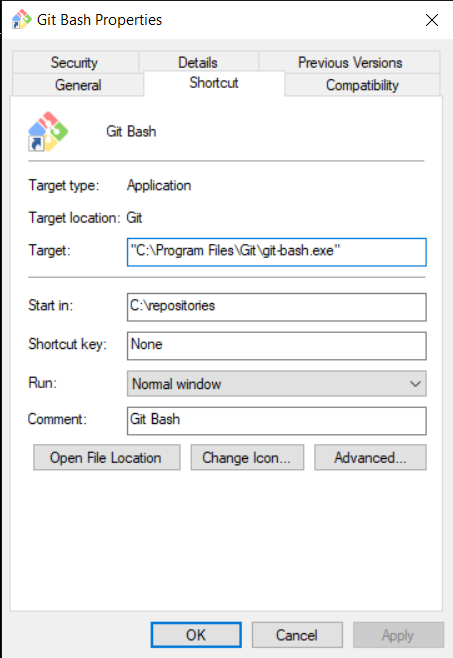 Git Bash Properties
Security Details Previous Versions
General Shortcut Compatibility
Git Bash
Target type: Application
Target location: Git
Target: "C:\Program Files\Git\git-bash.exe"
Start in: C:\repositories
Shortcut key: None
Run: Normal window
Comment: Git Bash
Open File Location Change Icon... Advanced...
OK Cancel Apply